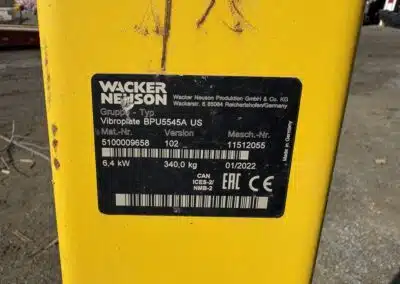 WACKER
NEUSON
Wacker Neuson Produktion GmbH & Co. KG
Wackerstr. 6 85084 Reichertshofen/Germany
Gruppe - Typ
Vibroplate BPU5545A US
Mat.-Nr. Version Masch.-Nr.
5100009658 102 11512055
6,4 kW 340,0 kg 01/2022
CAN
ICES-2/
NMB-2
EAC CE
Made in Germany